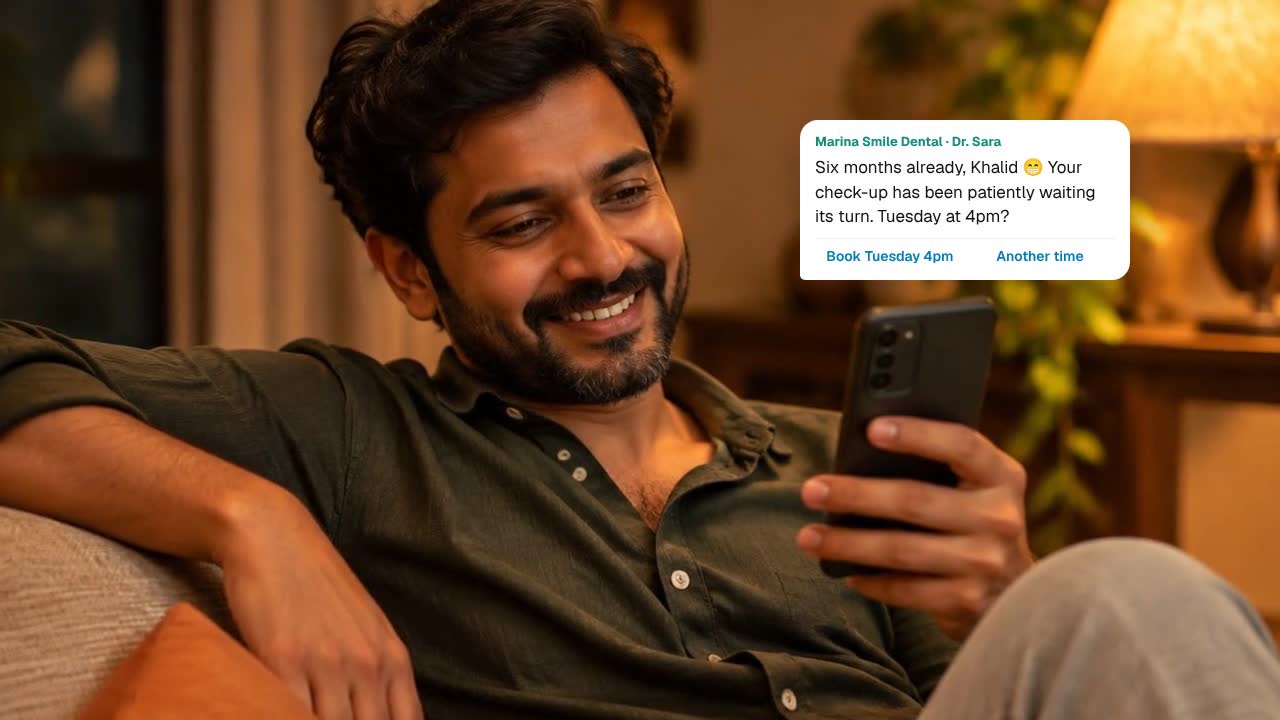 Marina Smile Dental · Dr. Sara
Six months already, Khalid 😁 Your
check-up has been patiently waiting
its turn. Tuesday at 4pm?
Book Tuesday 4pm
Another time